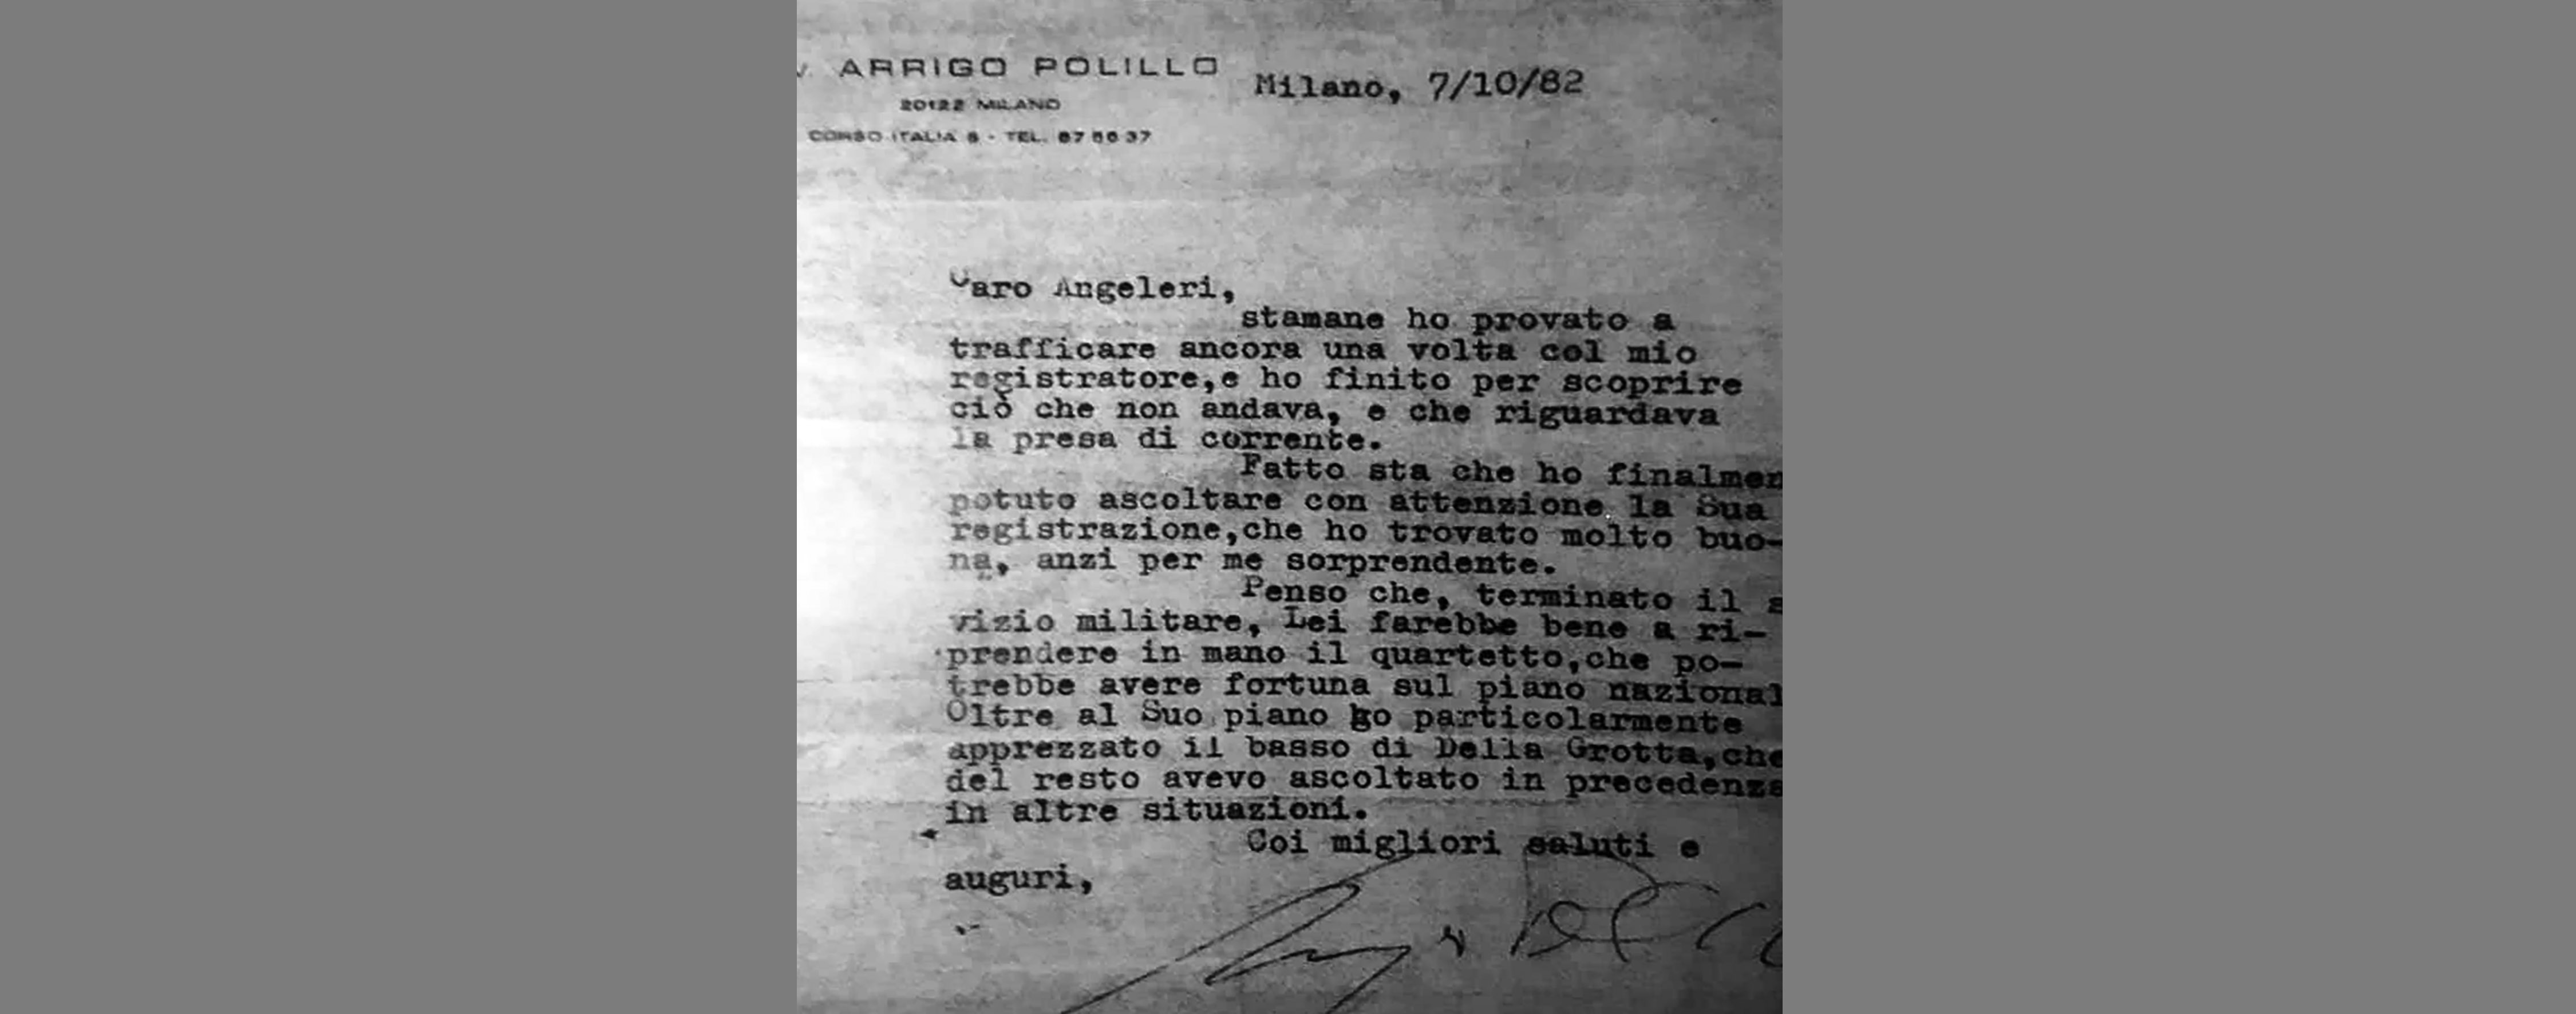 ARRIGO POLILLO
20122 MILANO
CORSO ITALIA 8 - TEL.
Milano, 7/10/82
Caro Angeleri,
stamane ho provato a
trafficare ancora una volta col mio
registratore,e ho finito per scoprire
ciò che non andava, e che riguardava
la presa di corrente.
Fatto sta che ho finalmen
potuto ascoltare con attenzione la Sua
registrazione,che ho trovato molto buo-
na, anzi per me sorprendente.
Penso che, terminato il s
vizio militare, Lei farebbe bene a ri-
prendere in mano il quartetto,che po-
trebbe avere fortuna sul piano nazional
Oltre al Suo piano ho particolarmente
apprezzato il basso di Della Grotta,che
del resto avevo ascoltato in precedenza
in altre situazioni.
Coi migliori saluti e
auguri,